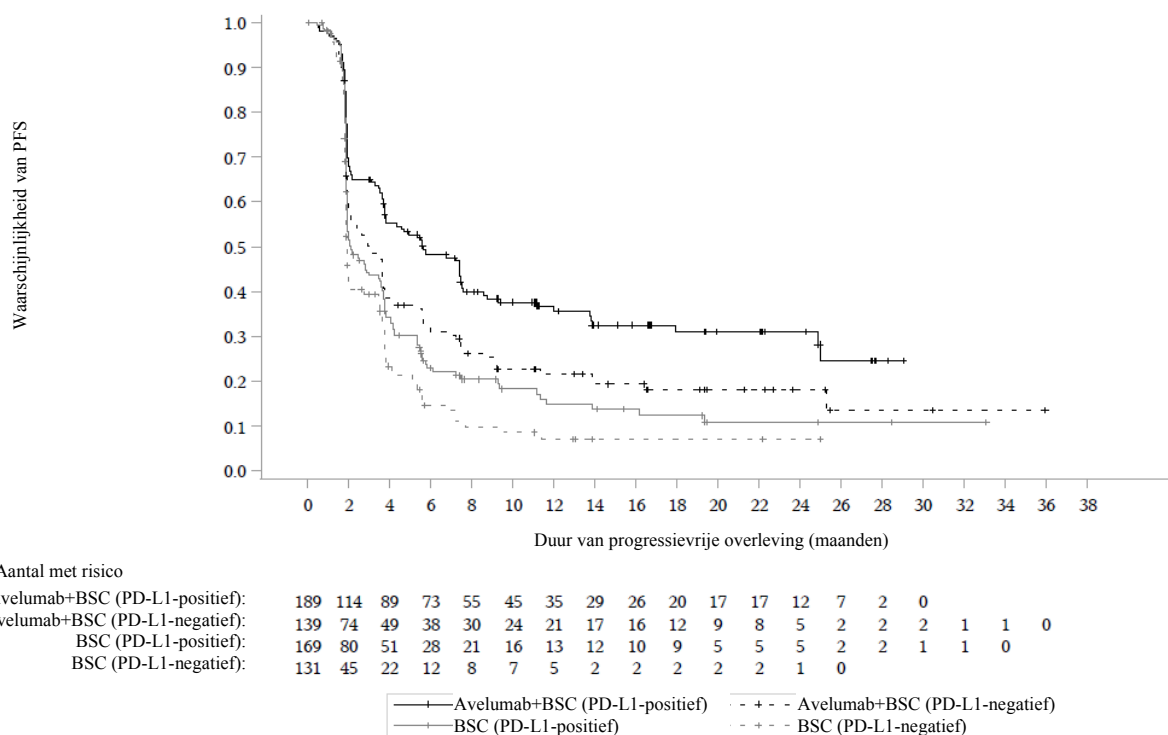 Waarschijnlijkheid van PFS
1.0
0.9
0.8
0.7
0.6
0.5
0.4
0.3
0.2
0.1
0.0
0 2 4 6 8 10 12 14 16 18 20 22 24 26 28 30 32 34 36 38
Duur van progressievrije overleving (maanden)
Aantal met risico
velumab+BSC (PD-L1-positief): 189 114 89 73 55 45 35 29 26 20 17 17 12 7 2 0
velumab+BSC (PD-L1-negatief): 139 74 49 38 30 24 21 17 16 12 9 8 5 2 2 2 1 1 0
BSC (PD-L1-positief): 169 80 51 28 21 16 13 12 10 9 5 5 5 2 2 1 1 0
BSC (PD-L1-negatief): 131 45 22 12 8 7 5 2 2 2 2 2 1 0
Avelumab+BSC (PD-L1-positief) Avelumab+BSC (PD-L1-negatief)
BSC (PD-L1-positief) BSC (PD-L1-negatief)